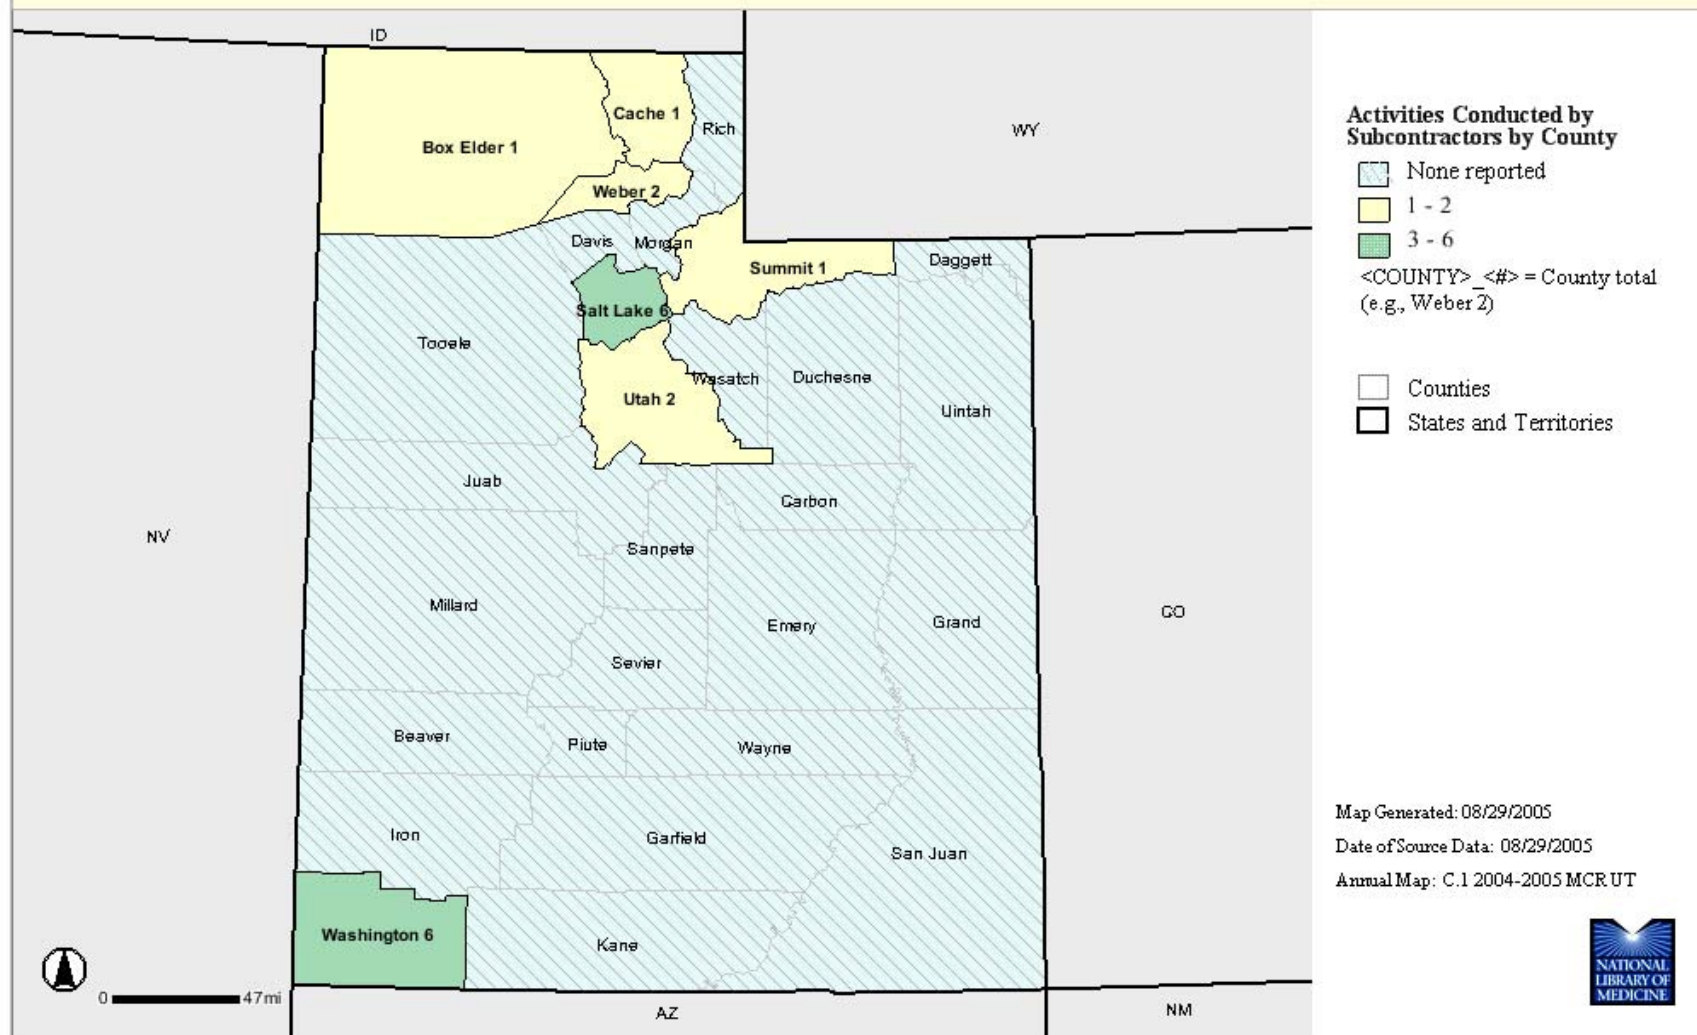 ID
Cache 1
Rich
WY
Box Elder 1
Weber 2
Davis
Morgan
Daggett
Summit 1
Salt Lake 6
Tooele
Wasatch
Duchesne
Utah 2
Uintah
Juab
Carbon
NV
Sanpete
Millard
Emery
Grand
CO
Sevier
Beaver
Piute
Wayne
Iron
Garfield
San Juan
Washington 6
Kane
0 47mi
AZ
NM
Activities Conducted by
Subcontractors by County
None reported
1 - 2
3 - 6
<COUNTY>_<#> = County total
(e.g., Weber 2)
Counties
States and Territories
Map Generated: 08/29/2005
Date of Source Data: 08/29/2005
Annual Map: C.1 2004-2005 MCR UT
NATIONAL
LIBRARY OF
MEDICINE